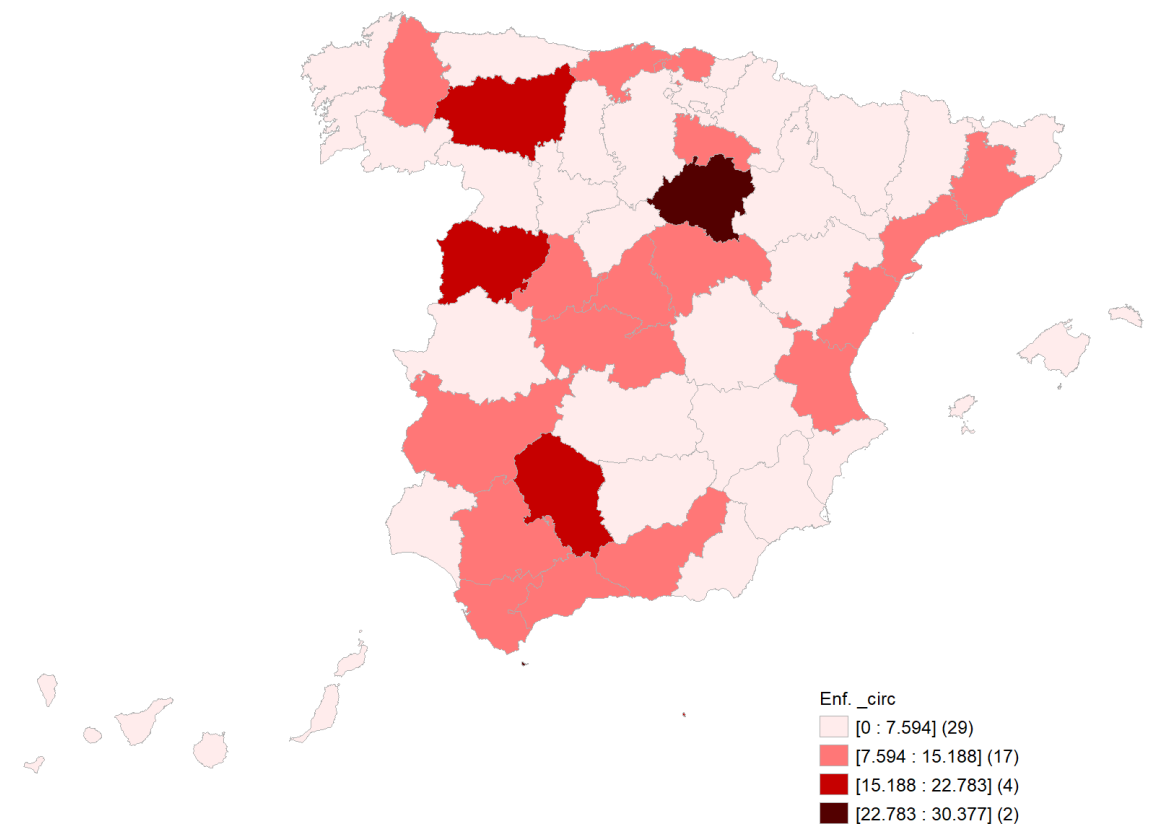 Enf. _circ
[0 : 7.594] (29)
[7.594 : 15.188] (17)
[15.188 : 22.783] (4)
[22.783 : 30.377] (2)